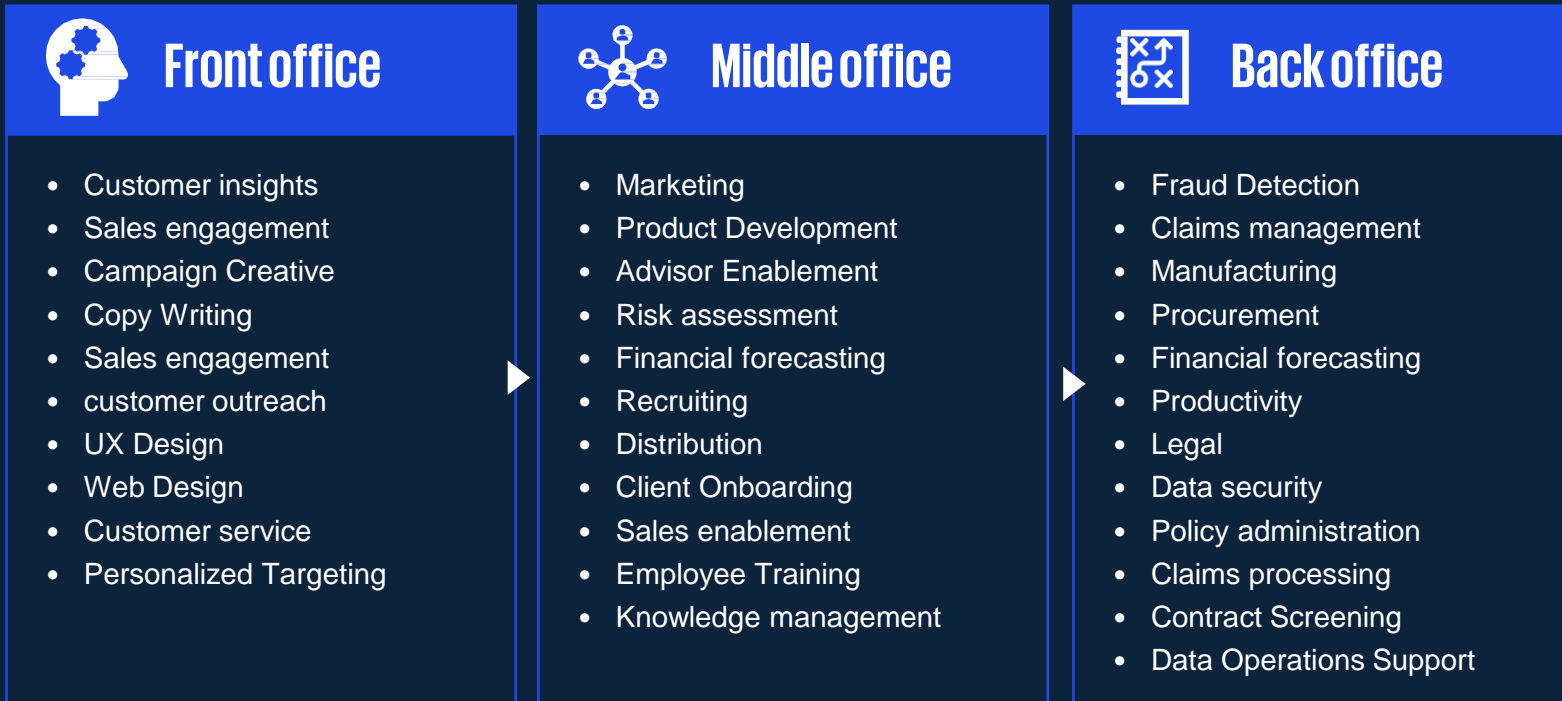 Front office
• Customer insights
• Sales engagement
• Campaign Creative
• Copy Writing
• Sales engagement
• customer outreach
• UX Design
• Web Design
• Customer service
• Personalized Targeting
Middle office
• Marketing
• Product Development
• Advisor Enablement
• Risk assessment
• Financial forecasting
• Recruiting
• Distribution
• Client Onboarding
• Sales enablement
• Employee Training
• Knowledge management
Back office
• Fraud Detection
• Claims management
• Manufacturing
• Procurement
• Financial forecasting
• Productivity
• Legal
• Data security
• Policy administration
• Claims processing
• Contract Screening
• Data Operations Support